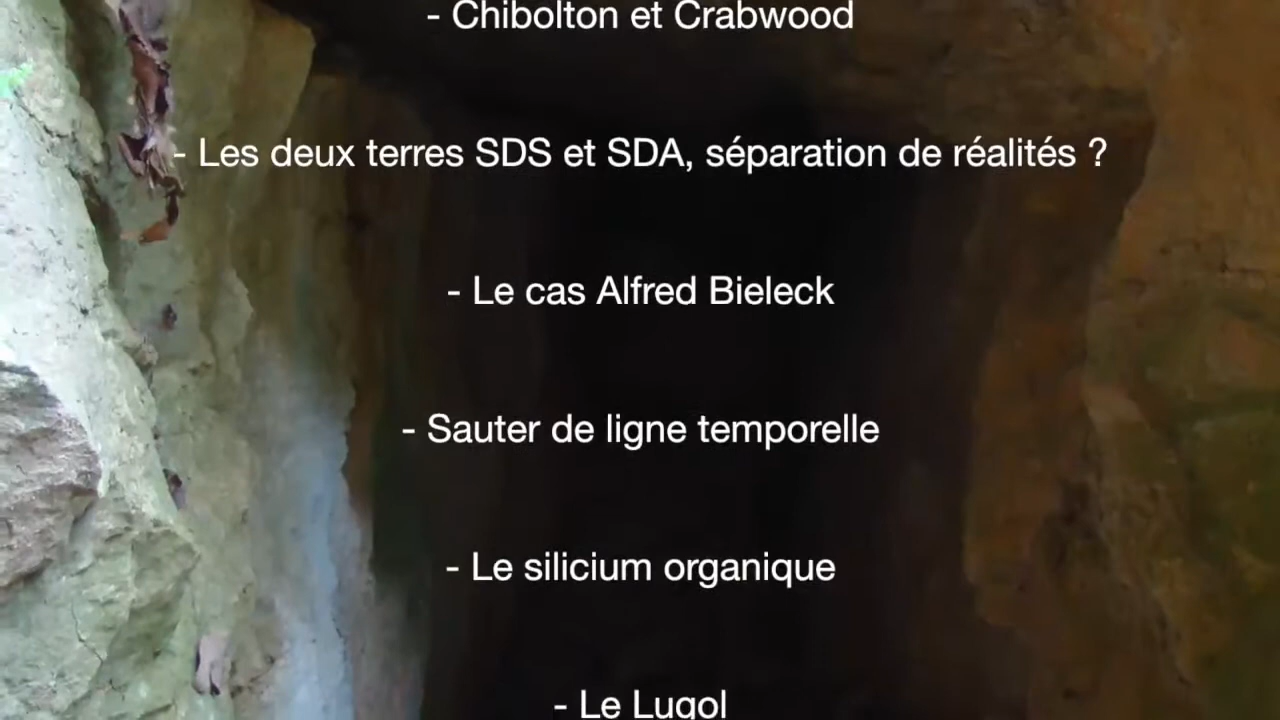 - Chibolton et Crabwood
- Les deux terres SDS et SDA, séparation de réalités ?
- Le cas Alfred Bieleck
- Sauter de ligne temporelle
- Le silicium organique
- Le Lugol